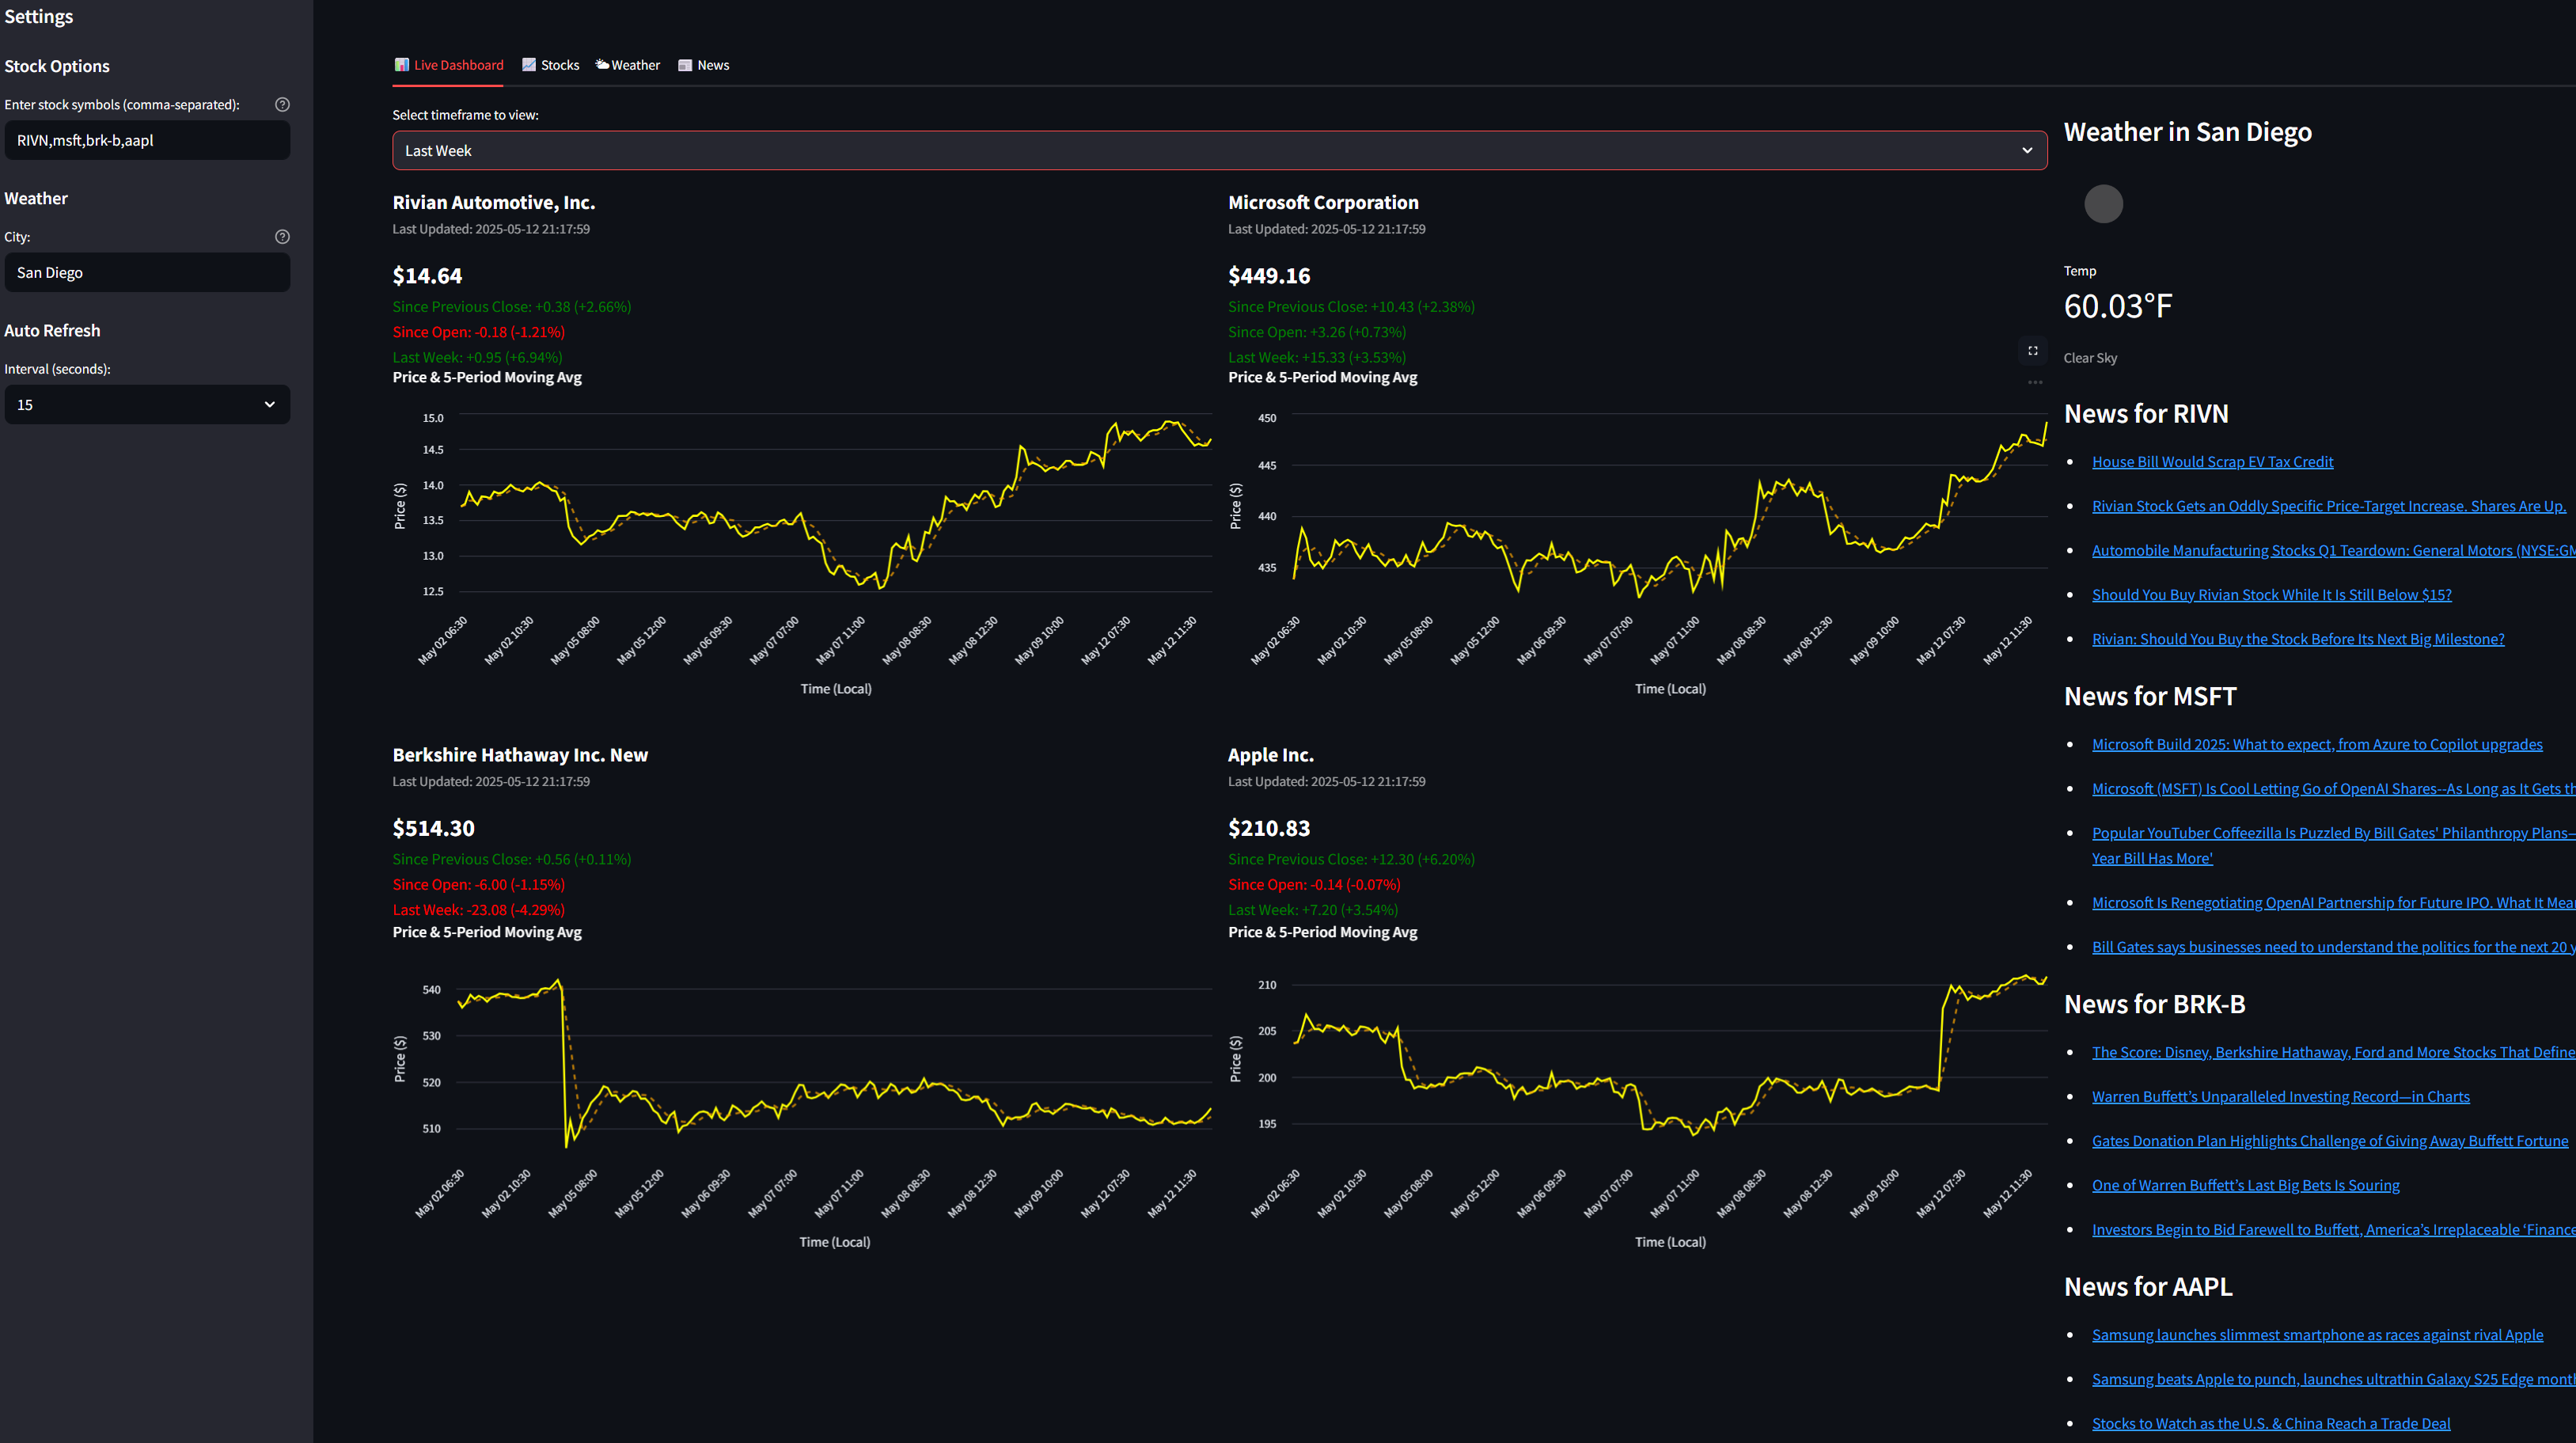 Settings
Stock Options
Enter stock symbols (comma-separated):
RIVN,msft,brk-b,aapl
Weather
City:
San Diego
Auto Refresh
Interval (seconds):
15
Live Dashboard
Stocks
Weather
News
Select timeframe to view:
Last Week
Rivian Automotive, Inc.
Last Updated: 2025-05-12 21:17:59
$14.64
Since Previous Close: +0.38 (+2.66%)
Since Open: -0.18 (-1.21%)
Last Week: +0.95 (+6.94%)
Price & 5-Period Moving Avg
15.0
14.5
14.0
13.5
13.0
12.5
Price ($)
May 02 06:30
May 02 10:30
May 05 08:00
May 05 12:00
May 06 09:30
May 07 07:00
May 07 11:00
May 08 08:30
May 08 12:30
May 09 10:00
May 12 07:30
May 12 11:30
Time (Local)
Microsoft Corporation
Last Updated: 2025-05-12 21:17:59
$449.16
Since Previous Close: +10.43 (+2.38%)
Since Open: +3.26 (+0.73%)
Last Week: +15.33 (+3.53%)
Price & 5-Period Moving Avg
450
445
440
435
Price ($)
May 02 06:30
May 02 10:30
May 05 08:00
May 05 12:00
May 06 09:30
May 07 07:00
May 07 11:00
May 08 08:30
May 08 12:30
May 09 10:00
May 12 07:30
May 12 11:30
Time (Local)
Berkshire Hathaway Inc. New
Last Updated: 2025-05-12 21:17:59
$514.30
Since Previous Close: +0.56 (+0.11%)
Since Open: -6.00 (-1.15%)
Last Week: -23.08 (-4.29%)
Price & 5-Period Moving Avg
540
530
520
510
Price ($)
May 02 06:30
May 02 10:30
May 05 08:00
May 05 12:00
May 06 09:30
May 07 07:00
May 07 11:00
May 08 08:30
May 08 12:30
May 09 10:00
May 12 07:30
May 12 11:30
Time (Local)
Apple Inc.
Last Updated: 2025-05-12 21:17:59
$210.83
Since Previous Close: +12.30 (+6.20%)
Since Open: -0.14 (-0.07%)
Last Week: +7.20 (+3.54%)
Price & 5-Period Moving Avg
210
205
200
195
Price ($)
May 02 06:30
May 02 10:30
May 05 08:00
May 05 12:00
May 06 09:30
May 07 07:00
May 07 11:00
May 08 08:30
May 08 12:30
May 09 10:00
May 12 07:30
May 12 11:30
Time (Local)
Weather in San Diego
Temp
60.03°F
Clear Sky
News for RIVN
House Bill Would Scrap EV Tax Credit
Rivian Stock Gets an Oddly Specific Price-Target Increase. Shares Are Up.
Automobile Manufacturing Stocks Q1 Teardown: General Motors (NYSE:GM
Should You Buy Rivian Stock While It Is Still Below $15?
Rivian: Should You Buy the Stock Before Its Next Big Milestone?
News for MSFT
Microsoft Build 2025: What to expect, from Azure to Copilot upgrades
Microsoft (MSFT) Is Cool Letting Go of OpenAI Shares--As Long as It Gets th
Popular YouTuber Coffeezilla Is Puzzled By Bill Gates' Philanthropy Plans—
Year Bill Has More'
Microsoft Is Renegotiating OpenAI Partnership for Future IPO. What It Mea
Bill Gates says businesses need to understand the politics for the next 20 y
News for BRK-B
The Score: Disney, Berkshire Hathaway, Ford and More Stocks That Define
Warren Buffett’s Unparalleled Investing Record—in Charts
Gates Donation Plan Highlights Challenge of Giving Away Buffett Fortune
One of Warren Buffett’s Last Big Bets Is Souring
Investors Begin to Bid Farewell to Buffett, America’s Irreplaceable ‘Finance
News for AAPL
Samsung launches slimmest smartphone as races against rival Apple
Samsung beats Apple to punch, launches ultrathin Galaxy S25 Edge mont
Stocks to Watch as the U.S. & China Reach a Trade Deal